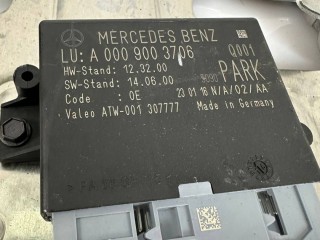 MERCEDES BENZ
LU: A 000 900 3706 Q001
HW-Stand: 12.32.00
SW-Stand: 14.06.00 PARK
Code : 0E 23 01 16 N/A/02/AA
Valeo ATW-001 307777 Made in Germany